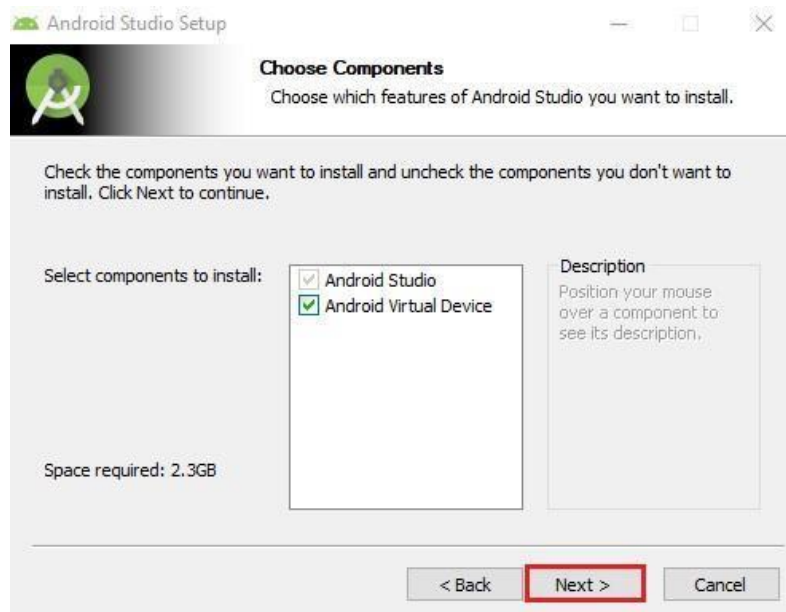 Android Studio Setup
Choose Components
Choose which features of Android Studio you want to install.
Check the components you want to install and uncheck the components you don't want to
install. Click Next to continue.
Select components to install:
Android Studio
Android Virtual Device
Description
Position your mouse
over a component to
see its description.
Space required: 2.3GB
< Back
Next >
Cancel